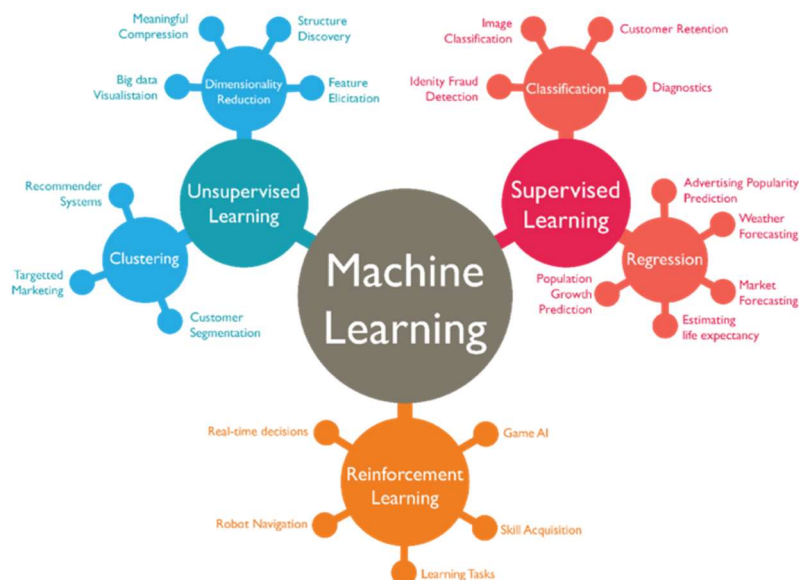 Meaningful
Compression
Structure
Discovery
Big data
Visualistaion
Dimensionality
Reduction
Feature
Elicitation
Unsupervised
Learning
Recommender
Systems
Clustering
Targetted
Marketing
Customer
Segmentation
Machine
Learning
Image
Classification
Customer Retention
Idenity Fraud
Detection
Classification
Diagnostics
Supervised
Learning
Advertising Popularity
Prediction
Weather
Forecasting
Regression
Population
Growth
Prediction
Market
Forecasting
Estimating
life expectancy
Real-time decisions
Game AI
Reinforcement
Learning
Robot Navigation
Skill Acquisition
Learning Tasks